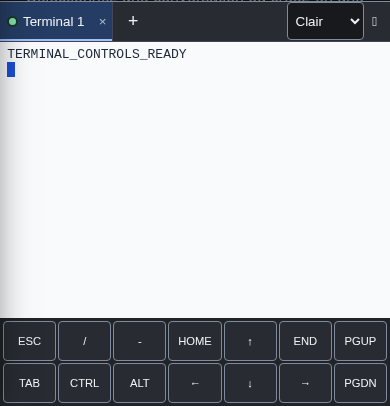 Terminal 1 × + Clair
TERMINAL_CONTROLS_READY
ESC / - HOME ↑ END PGUP
TAB CTRL ALT ← ↓ → PGDN